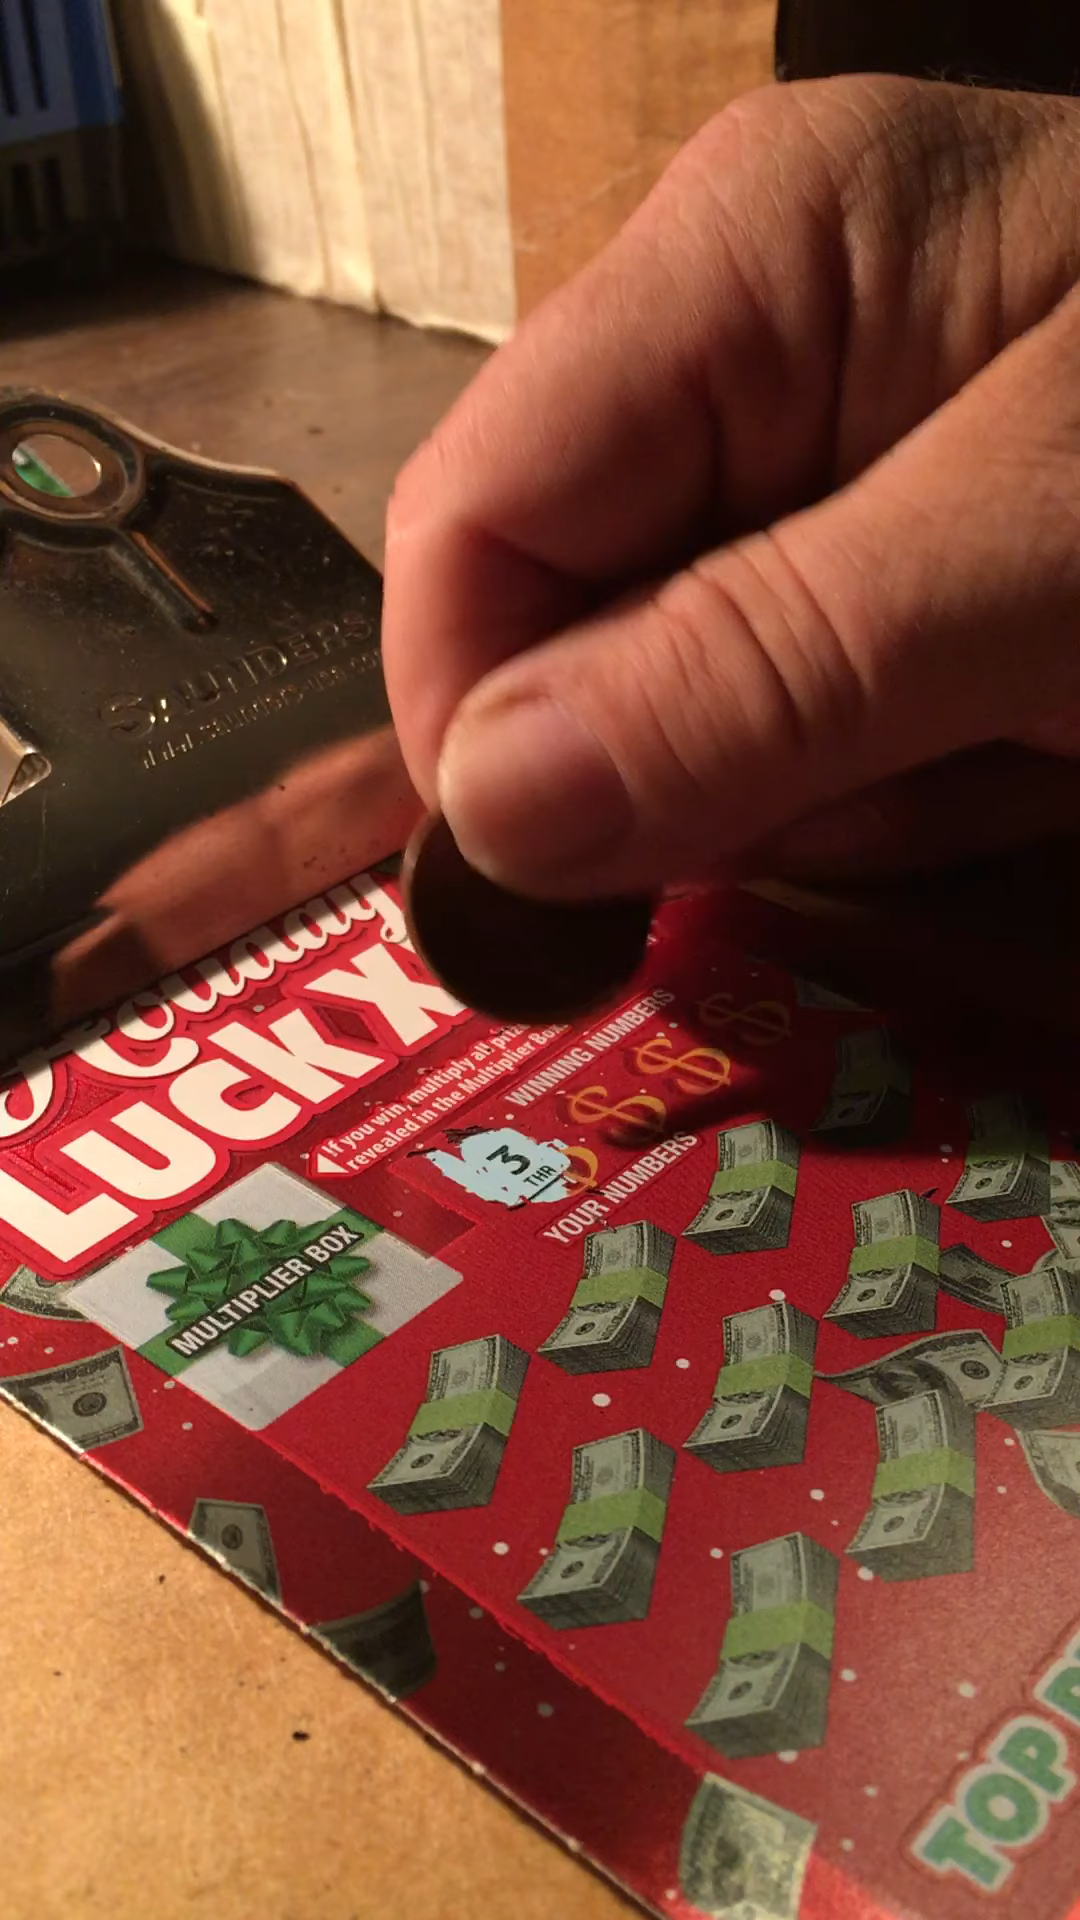 SAUNDERS
Holiday
LUCK X
If you win, multiply all
revealed in the Multiplier Box.
WINNING NUMBERS
$ $ $ $
3
THR
YOUR NUMBERS
MULTIPLIER BOX
TOP